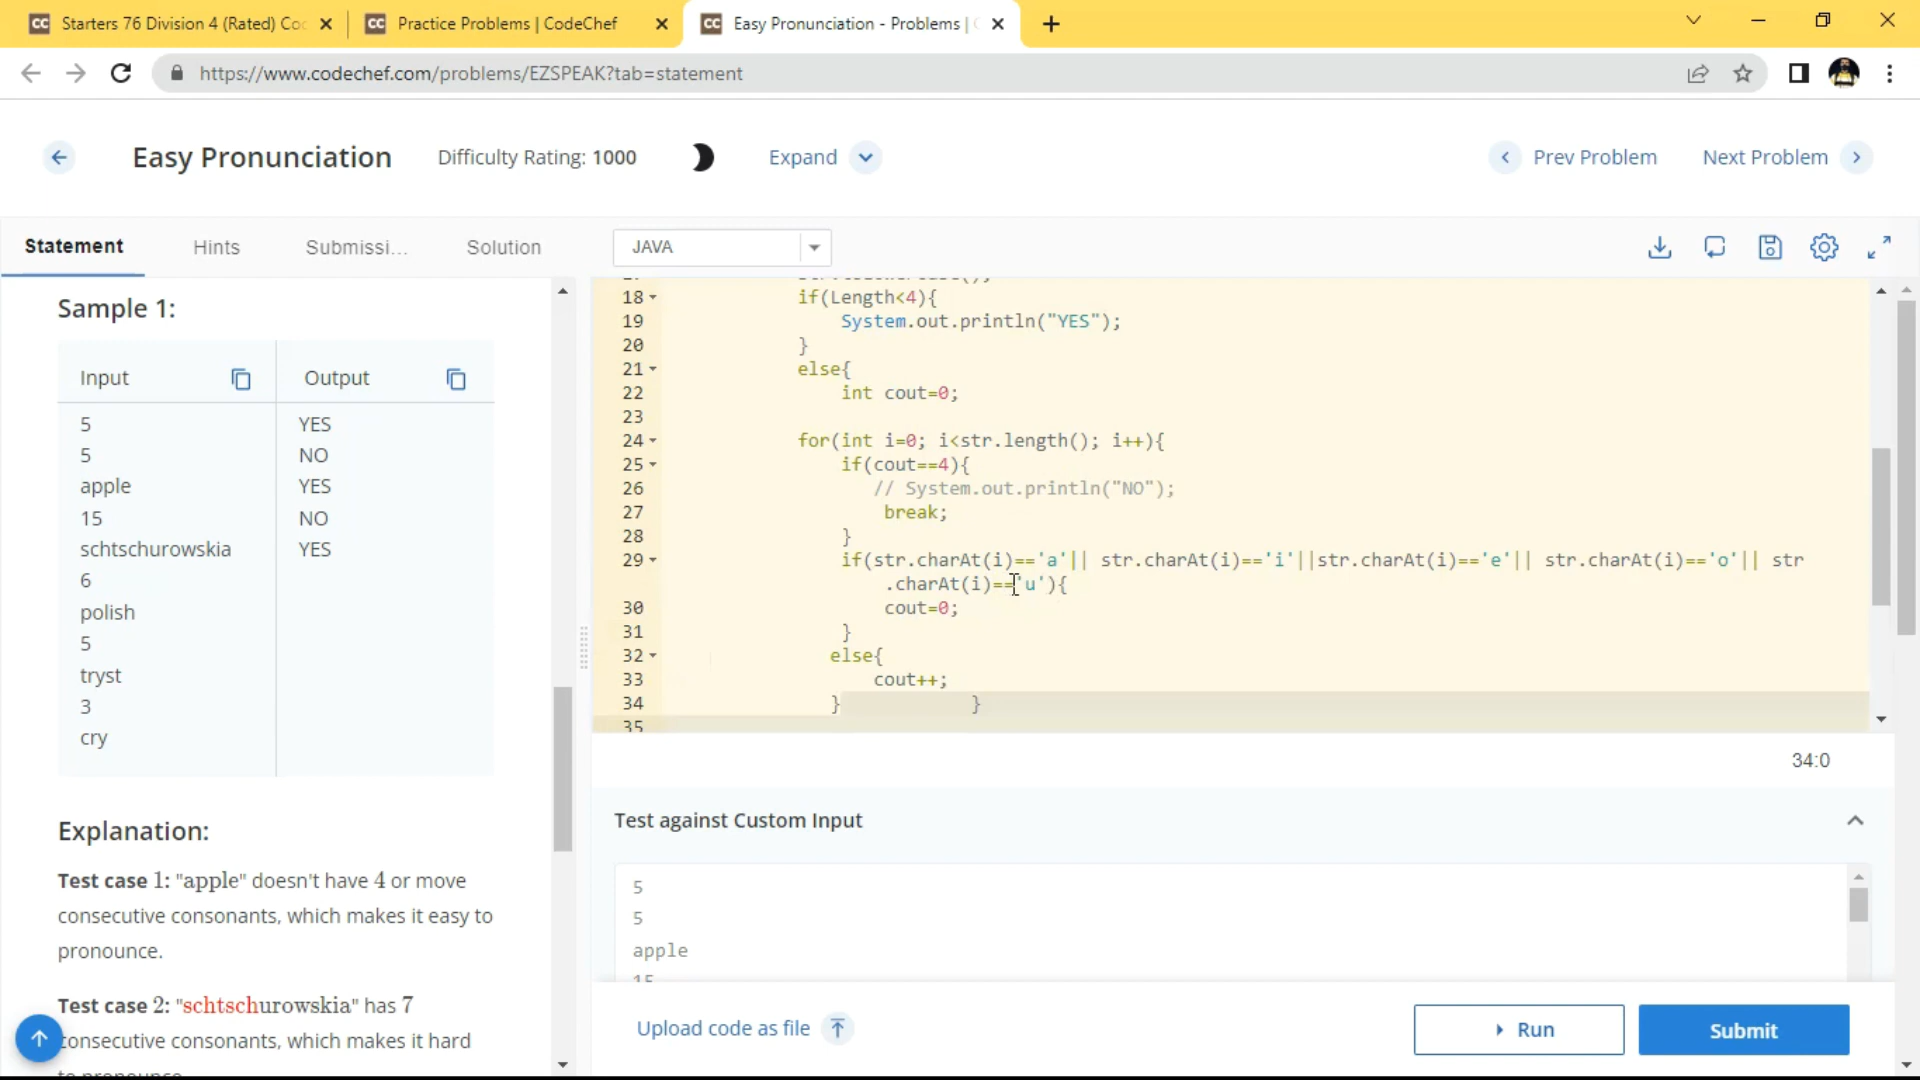 Starters 76 Division 4 (Rated) Co
Practice Problems | CodeChef
Easy Pronunciation - Problems |
https://www.codechef.com/problems/EZSPEAK?tab=statement
Easy Pronunciation
Difficulty Rating: 1000
Expand
Prev Problem
Next Problem
Statement
Hints
Submissi...
Solution
JAVA
Sample 1:
Input
Output
5
YES
5
NO
apple
YES
15
NO
schtschurowskia
YES
6
polish
5
tryst
3
cry
Explanation:
Test case 1: "apple" doesn't have 4 or move
consecutive consonants, which makes it easy to
pronounce.
Test case 2: "schtschurowskia" has 7
consecutive consonants, which makes it hard
to pronounce
18 if(Length<4){
19 System.out.println("YES");
20 }
21 else{
22 int cout=0;
23
24 for(int i=0; i<str.length(); i++){
25 if(cout==4){
26 // System.out.println("NO");
27 break;
28 }
29 if(str.charAt(i)=='a'|| str.charAt(i)=='i'||str.charAt(i)=='e'|| str.charAt(i)=='o'|| str
.charAt(i)=='u'){
30 cout=0;
31 }
32 else{
33 cout++;
34 } }
35
34:0
Test against Custom Input
5
5
apple
15
Upload code as file
Run
Submit